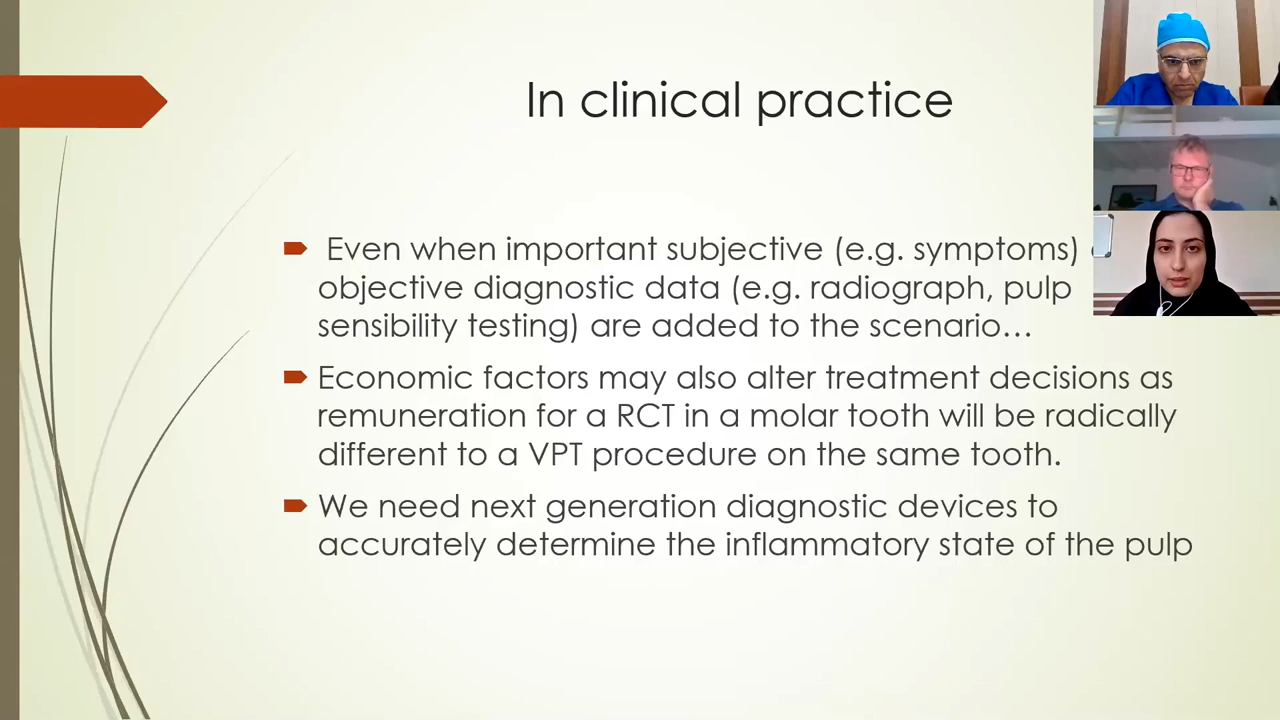 In clinical practice
Even when important subjective (e.g. symptoms)
objective diagnostic data (e.g. radiograph, pulp
sensibility testing) are added to the scenario…
Economic factors may also alter treatment decisions as
remuneration for a RCT in a molar tooth will be radically
different to a VPT procedure on the same tooth.
We need next generation diagnostic devices to
accurately determine the inflammatory state of the pulp